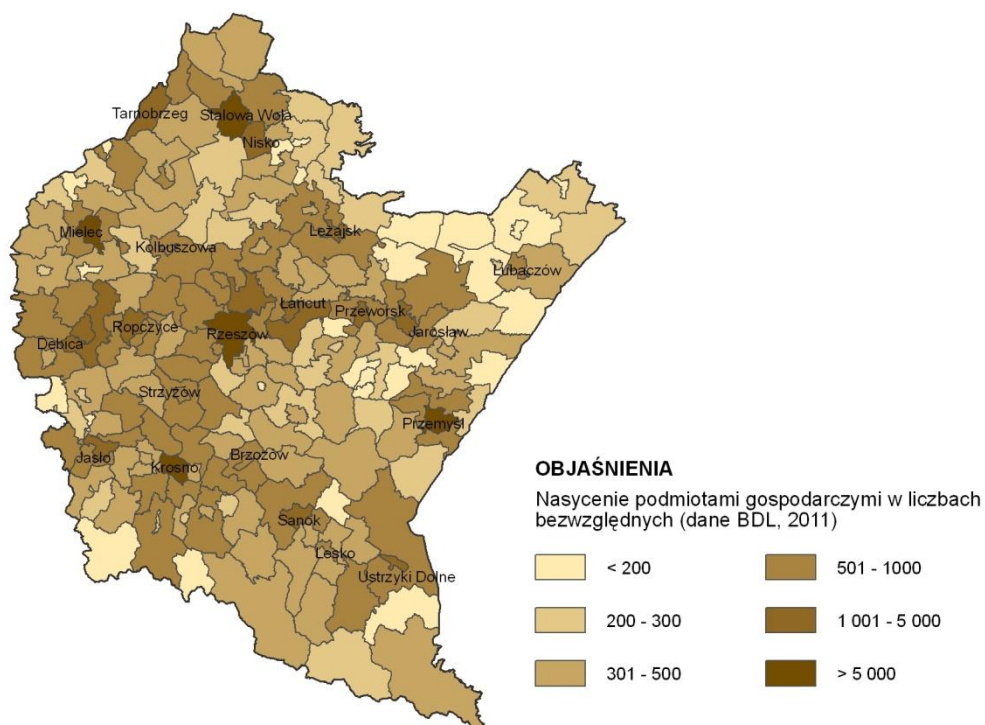 Tarnobrzeg
Stalowa Wola
Nisko
Mielec
Kolbuszowa
Leżajsk
Lubaczów
Łańcut
Przeworsk
Ropczyce
Rzeszów
Jarosław
Dębica
Strzyżów
Przemyśl
Jasło
Krosno
Brzozów
Sanok
Lesko
Ustrzyki Dolne
OBJAŚNIENIA
Nasycenie podmiotami gospodarczymi w liczbach
bezwzględnych (dane BDL, 2011)
< 200
501 - 1000
200 - 300
1 001 - 5 000
301 - 500
> 5 000